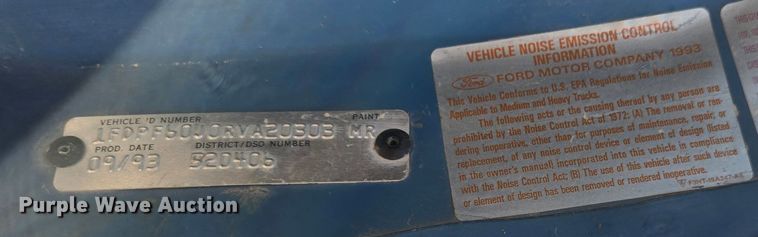 VEHICLE ID NUMBER
PAINT
1FDPF60J0RVA20303 MR
PROD. DATE
DISTRICT/DSO NUMBER
09/93
520406
VEHICLE NOISE EMISSION CONTROL
INFORMATION
Ford FORD MOTOR COMPANY 1993
This Vehicle Conforms to U.S. EPA Regulations for Noise Emission
Applicable to Medium and Heavy Trucks.
The following acts or the causing thereof by any person are
prohibited by the Noise Control Act of 1972: (A) The removal or ren-
dering inoperative, other than for purposes of maintenance, repair, or
replacement, of any noise control device or element of design (listed
in the owner's manual) incorporated into this vehicle in compliance
with the Noise Control Act; (B) The use of this vehicle after such device
or element of design has been removed or rendered inoperative.
Purple Wave Auction